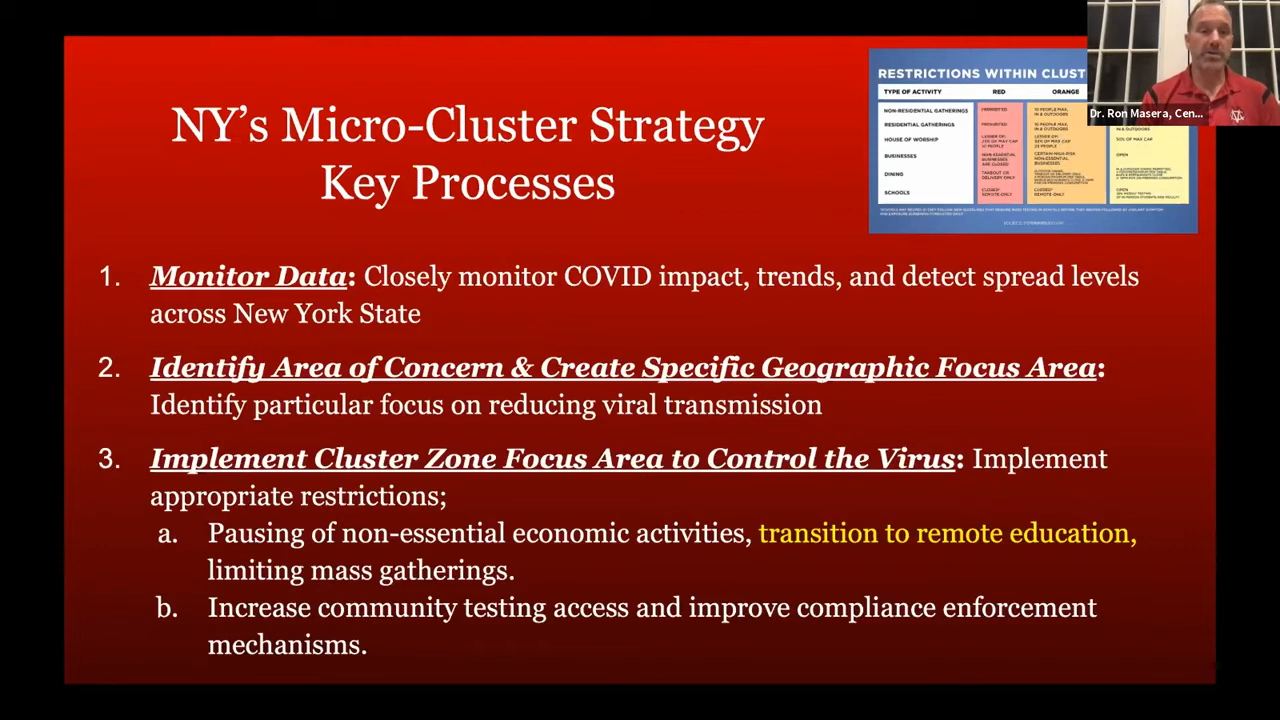 NY’s Micro-Cluster Strategy
Key Processes
RESTRICTIONS WITHIN CLUST
TYPE OF ACTIVITY RED ORANGE
NON-RESIDENTIAL GATHERINGS PROHIBITED
RESIDENTIAL GATHERINGS PROHIBITED
HOUSE OF WORSHIP
BUSINESSES OPEN
DINING
SCHOOLS
Dr. Ron Masera, Cen...
1. Monitor Data: Closely monitor COVID impact, trends, and detect spread levels
across New York State
2. Identify Area of Concern & Create Specific Geographic Focus Area:
Identify particular focus on reducing viral transmission
3. Implement Cluster Zone Focus Area to Control the Virus: Implement
appropriate restrictions;
a. Pausing of non-essential economic activities, transition to remote education,
limiting mass gatherings.
b. Increase community testing access and improve compliance enforcement
mechanisms.